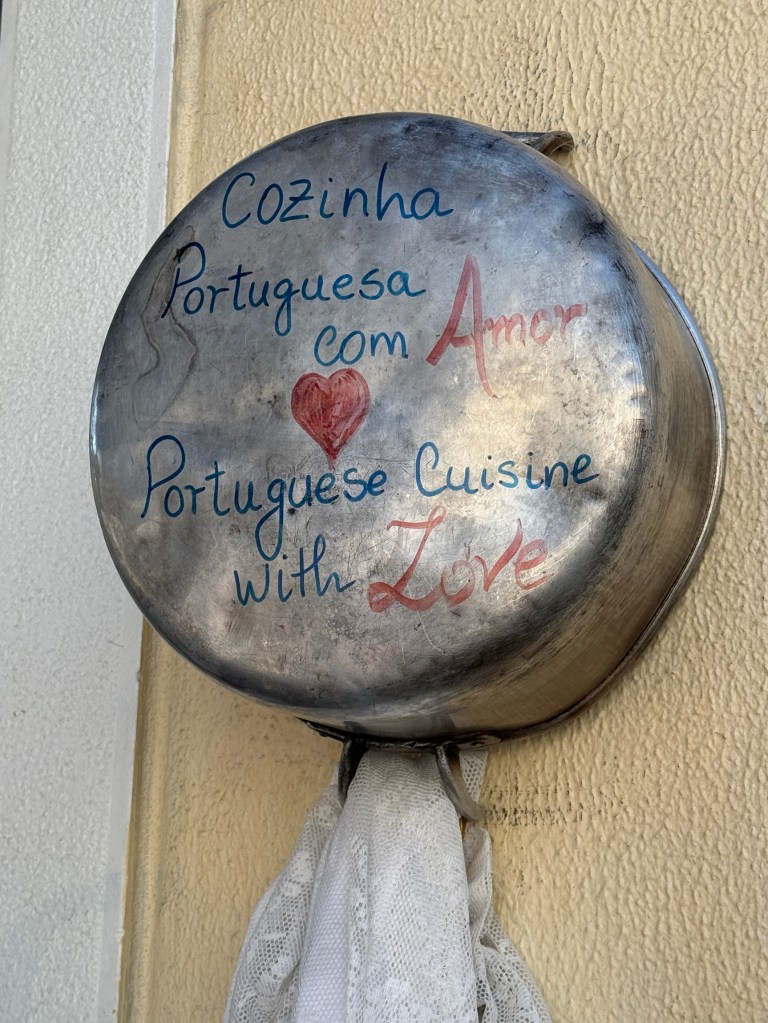 Cozinha
Portuguesa
com Amor
Portuguese Cuisine
with Love